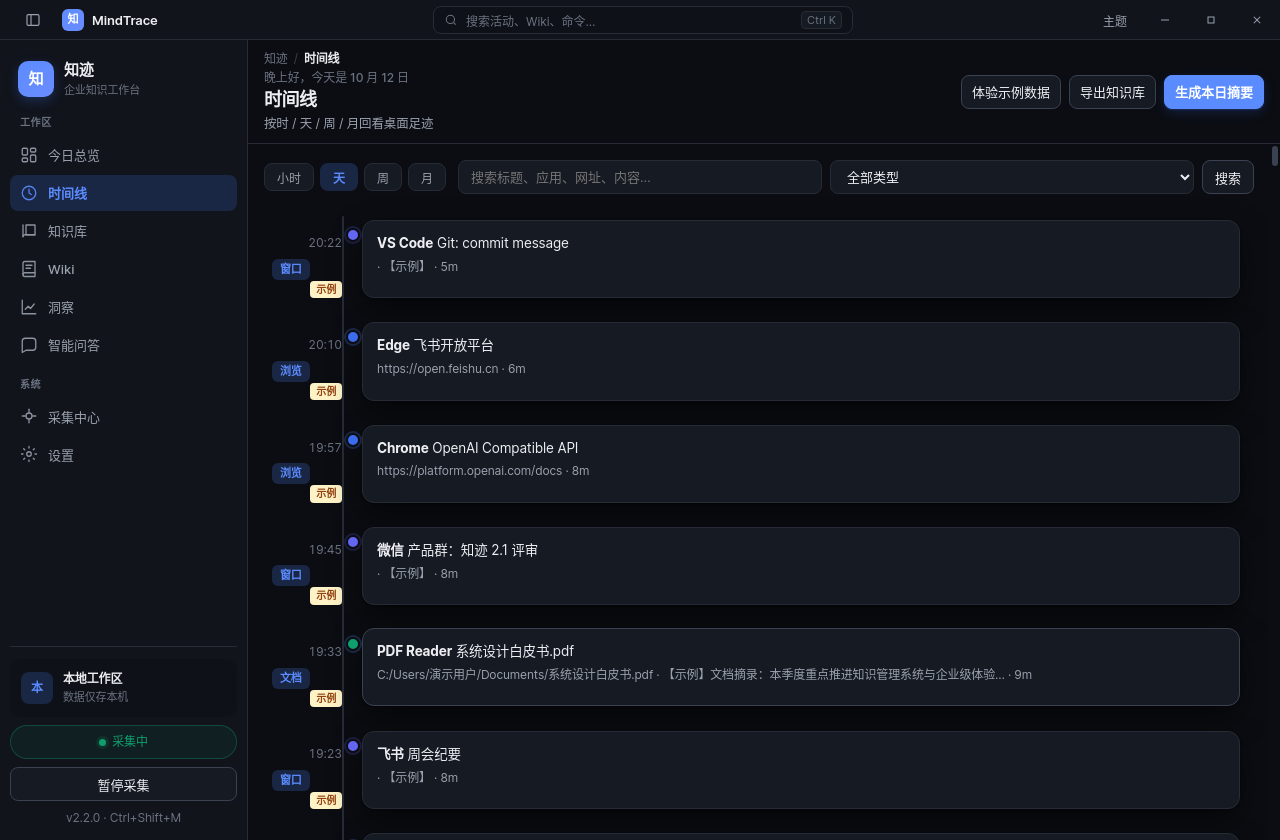 知 MindTrace
搜索活动、Wiki、命令... Ctrl K
主题
知 知迹
企业知识工作台
工作区
今日总览
时间线
知识库
Wiki
洞察
智能问答
系统
采集中心
设置
本 本地工作区
数据仅存本机
采集中
暂停采集
v2.2.0 · Ctrl+Shift+M
知迹 / 时间线
晚上好，今天是 10 月 12 日
时间线
按时 / 天 / 周 / 月回看桌面足迹
体验示例数据 导出知识库 生成本日摘要
小时 天 周 月 搜索标题、应用、网址、内容... 全部类型 搜索
20:22 窗口 示例
VS Code Git: commit message
· 【示例】 · 5m
20:10 浏览 示例
Edge 飞书开放平台
https://open.feishu.cn · 6m
19:57 浏览 示例
Chrome OpenAI Compatible API
https://platform.openai.com/docs · 8m
19:45 窗口 示例
微信 产品群：知迹 2.1 评审
· 【示例】 · 8m
19:33 文档 示例
PDF Reader 系统设计白皮书.pdf
C:/Users/演示用户/Documents/系统设计白皮书.pdf · 【示例】文档摘录：本季度重点推进知识管理系统与企业级体验... · 9m
19:23 窗口 示例
飞书 周会纪要
· 【示例】 · 8m